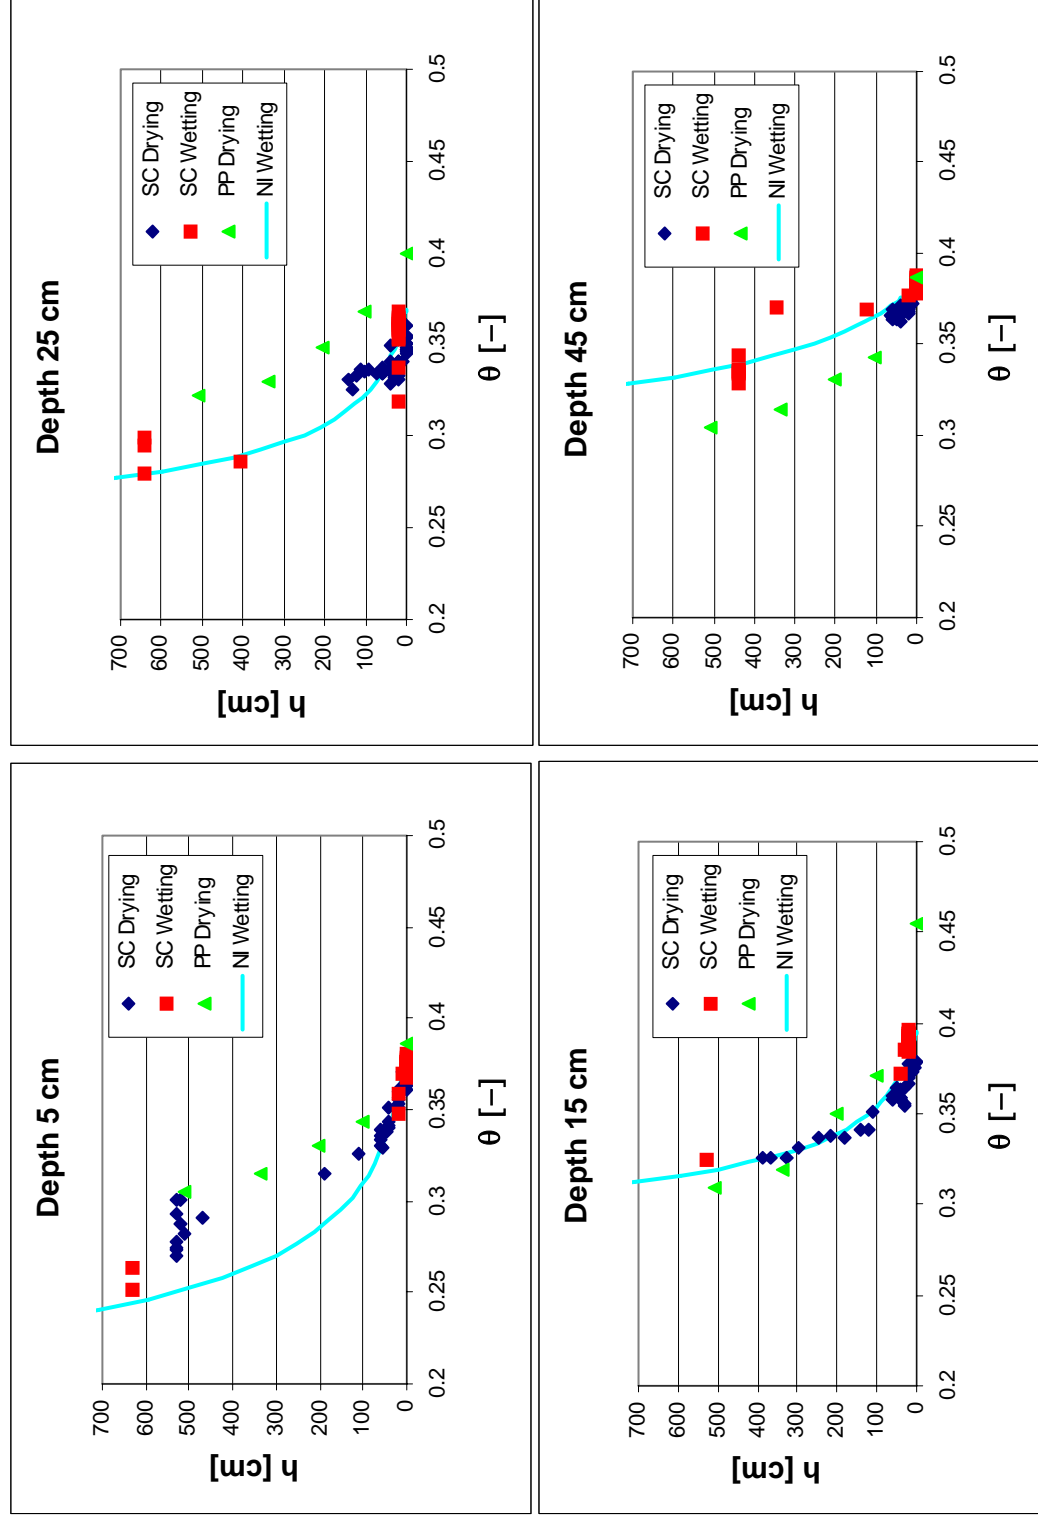 Depth 5 cm
SC Drying
SC Wetting
PP Drying
NI Wetting
h [cm]
700
600
500
400
300
200
100
0
0.2
0.25
0.3
0.35
0.4
0.45
0.5
θ [–]
Depth 25 cm
SC Drying
SC Wetting
PP Drying
NI Wetting
h [cm]
700
600
500
400
300
200
100
0
0.2
0.25
0.3
0.35
0.4
0.45
0.5
θ [–]
Depth 15 cm
SC Drying
SC Wetting
PP Drying
NI Wetting
h [cm]
700
600
500
400
300
200
100
0
0.2
0.25
0.3
0.35
0.4
0.45
0.5
θ [–]
Depth 45 cm
SC Drying
SC Wetting
PP Drying
NI Wetting
h [cm]
700
600
500
400
300
200
100
0
0.2
0.25
0.3
0.35
0.4
0.45
0.5
θ [–]